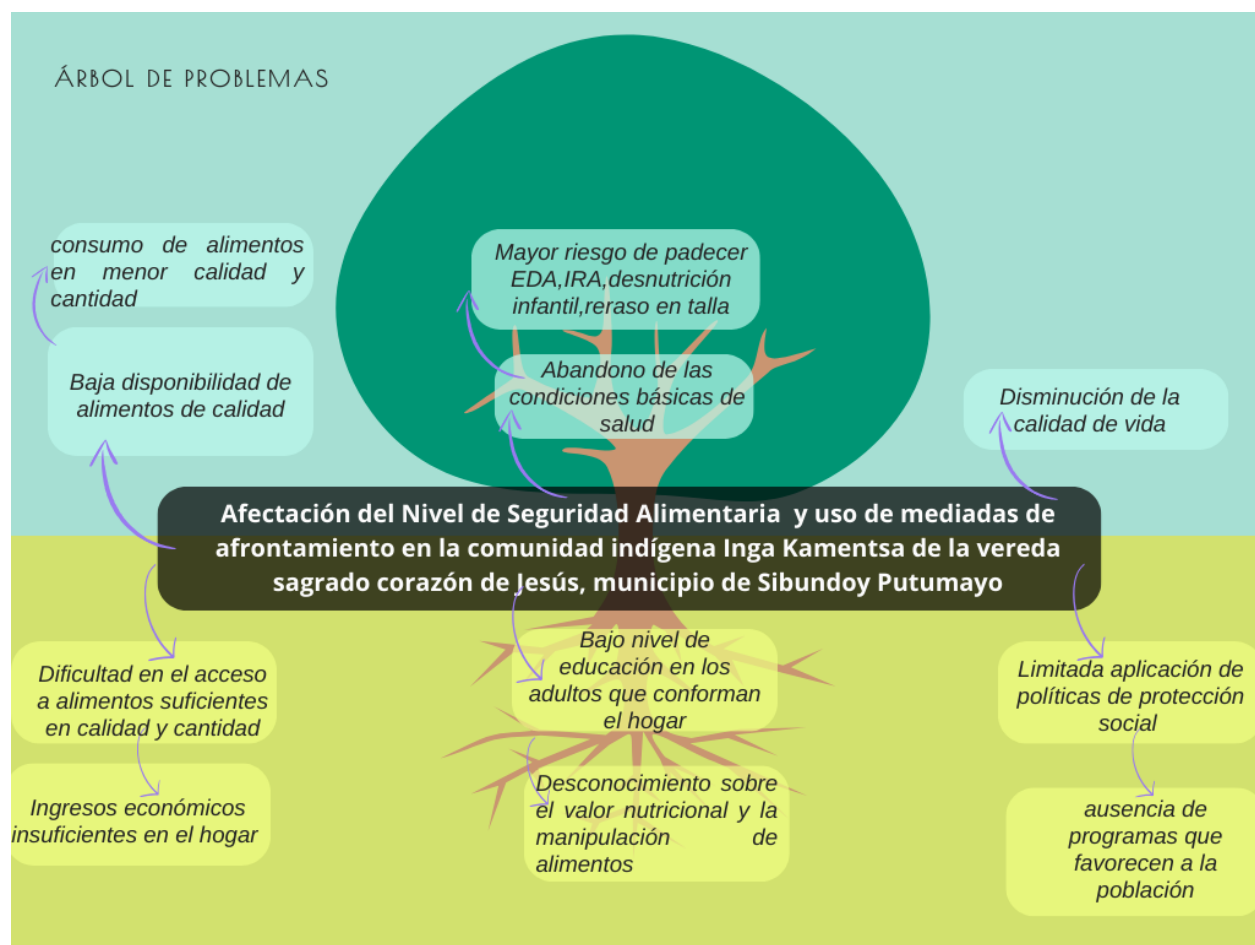 ÁRBOL DE PROBLEMAS
consumo de alimentos
en menor calidad y
cantidad
Baja disponibilidad de
alimentos de calidad
Mayor riesgo de padecer
EDA,IRA,desnutrición
infantil,reraso en talla
Abandono de las
condiciones básicas de
salud
Disminución de la
calidad de vida
Afectación del Nivel de Seguridad Alimentaria y uso de mediadas de
afrontamiento en la comunidad indígena Inga Kamentsa de la vereda
sagrado corazón de Jesús, municipio de Sibundoy Putumayo
Dificultad en el acceso
a alimentos suficientes
en calidad y cantidad
Ingresos económicos
insuficientes en el hogar
Bajo nivel de
educación en los
adultos que conforman
el hogar
Desconocimiento sobre
el valor nutricional y la
manipulación de
alimentos
Limitada aplicación de
políticas de protección
social
ausencia de
programas que
favorecen a la
población